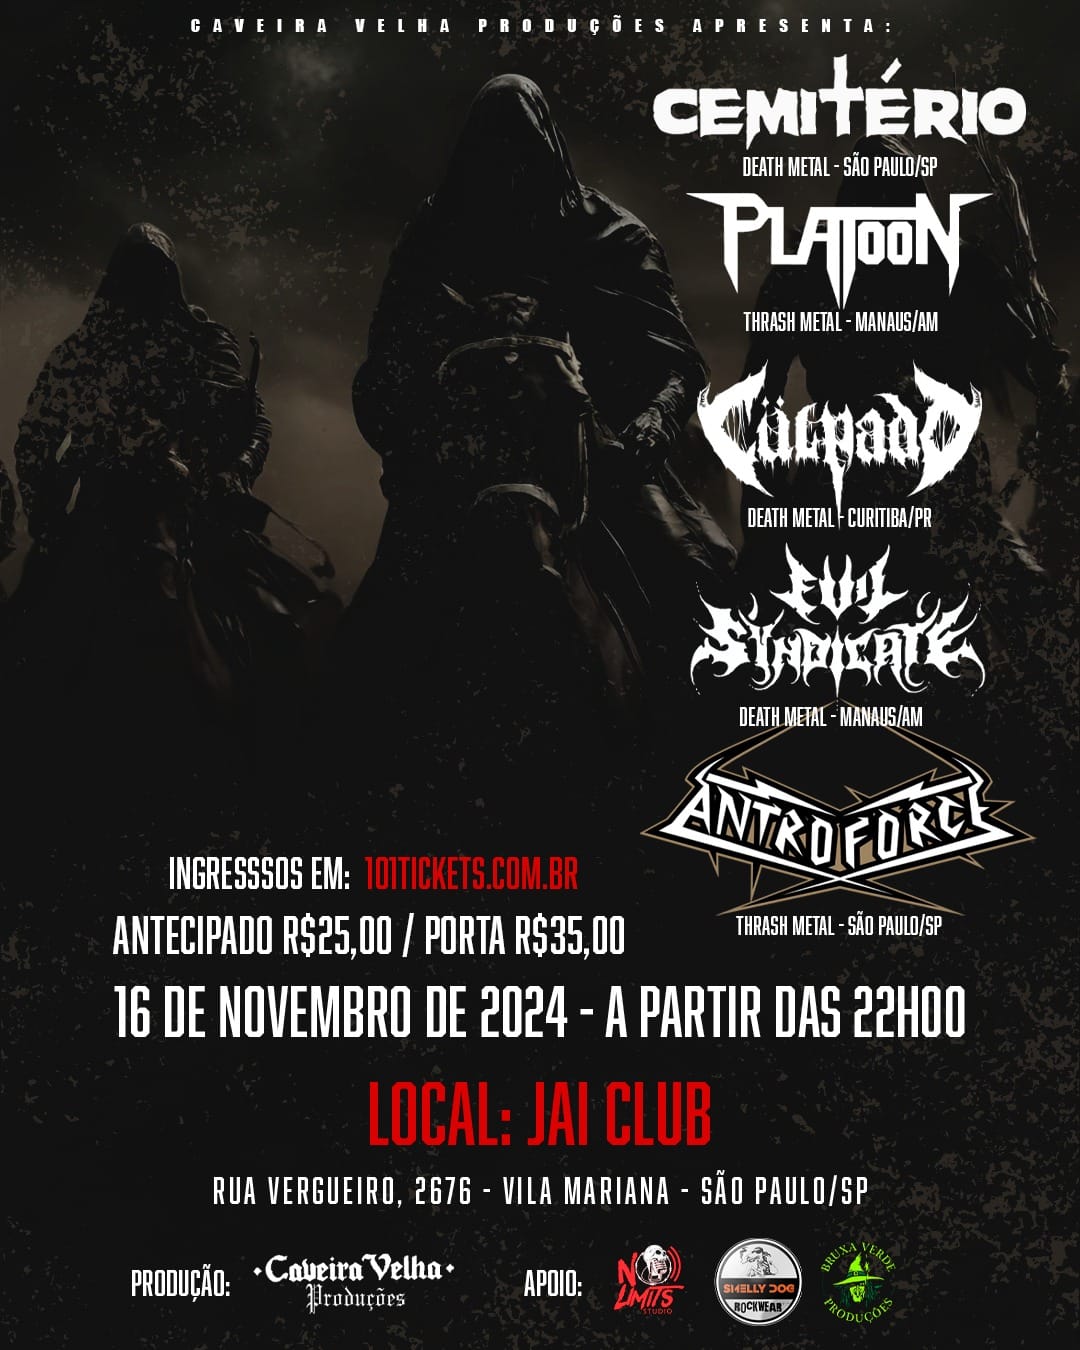 CAVEIRA VELHA PRODUÇÕES APRESENTA:
CEMITÉRIO
DEATH METAL - SÃO PAULO/SP
PLATOON
THRASH METAL - MANAUS/AM
CÜLPADO
DEATH METAL - CURITIBA/PR
EVIL
SYNDICATE
DEATH METAL - MANAUS/AM
ANTROFORCE
THRASH METAL - SÃO PAULO/SP
INGRESSSOS EM: 101TICKETS.COM.BR
ANTECIPADO R$25,00 / PORTA R$35,00
16 DE NOVEMBRO DE 2024 - A PARTIR DAS 22H00
LOCAL: JAI CLUB
RUA VERGUEIRO, 2676 - VILA MARIANA - SÃO PAULO/SP
PRODUÇÃO:
Caveira Velha
Produções
APOIO:
NO
LIMITS
STUDIO
SMELLY DOG
ROCKWEAR
BRUXA VERDE
PRODUÇÕES